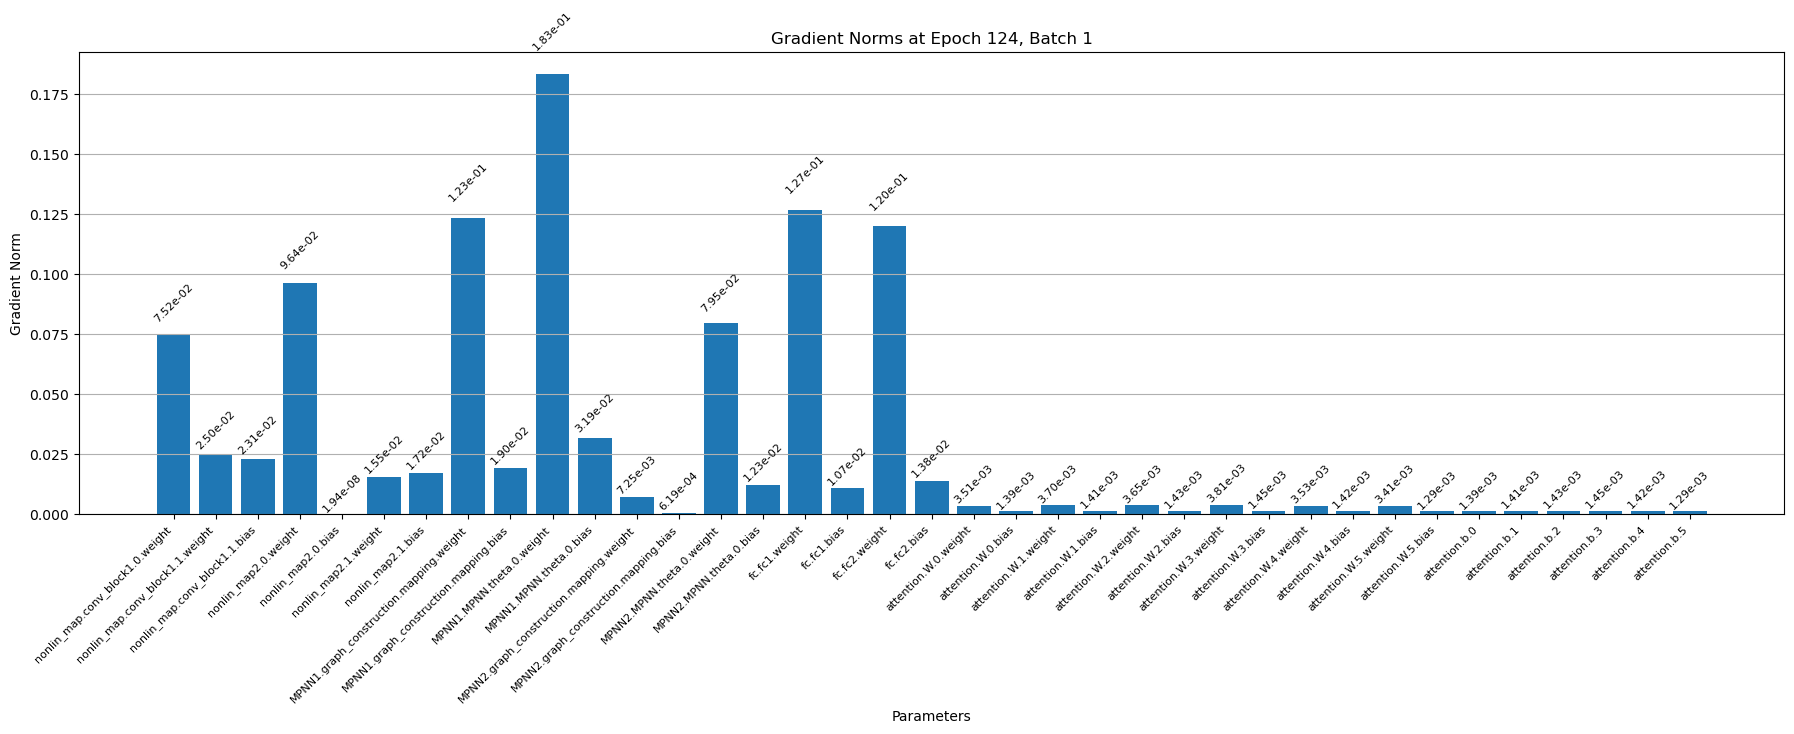 Gradient Norms at Epoch 124, Batch 1
Gradient Norm
0.175
0.150
0.125
0.100
0.075
0.050
0.025
0.000
7.52e-02
2.50e-02
2.31e-02
9.64e-02
1.94e-08
1.55e-02
1.72e-02
1.23e-01
1.90e-02
1.83e-01
3.19e-02
7.25e-03
6.19e-04
7.95e-02
1.23e-02
1.27e-01
1.07e-02
1.20e-01
1.38e-02
3.51e-03
1.39e-03
3.70e-03
1.41e-03
3.65e-03
1.43e-03
3.81e-03
1.45e-03
3.53e-03
1.42e-03
3.41e-03
1.29e-03
1.39e-03
1.41e-03
1.43e-03
1.45e-03
1.42e-03
1.29e-03
nonlin_map.conv_block1.0.weight
nonlin_map.conv_block1.1.weight
nonlin_map.conv_block1.1.bias
nonlin_map2.0.weight
nonlin_map2.0.bias
nonlin_map2.1.weight
nonlin_map2.1.bias
MPNN1.graph_construction.mapping.weight
MPNN1.graph_construction.mapping.bias
MPNN1.MPNN.theta.0.weight
MPNN1.MPNN.theta.0.bias
MPNN2.graph_construction.mapping.weight
MPNN2.graph_construction.mapping.bias
MPNN2.MPNN.theta.0.weight
MPNN2.MPNN.theta.0.bias
fc.fc1.weight
fc.fc1.bias
fc.fc2.weight
fc.fc2.bias
attention.W.0.weight
attention.W.0.bias
attention.W.1.weight
attention.W.1.bias
attention.W.2.weight
attention.W.2.bias
attention.W.3.weight
attention.W.3.bias
attention.W.4.weight
attention.W.4.bias
attention.W.5.weight
attention.W.5.bias
attention.b.0
attention.b.1
attention.b.2
attention.b.3
attention.b.4
attention.b.5
Parameters